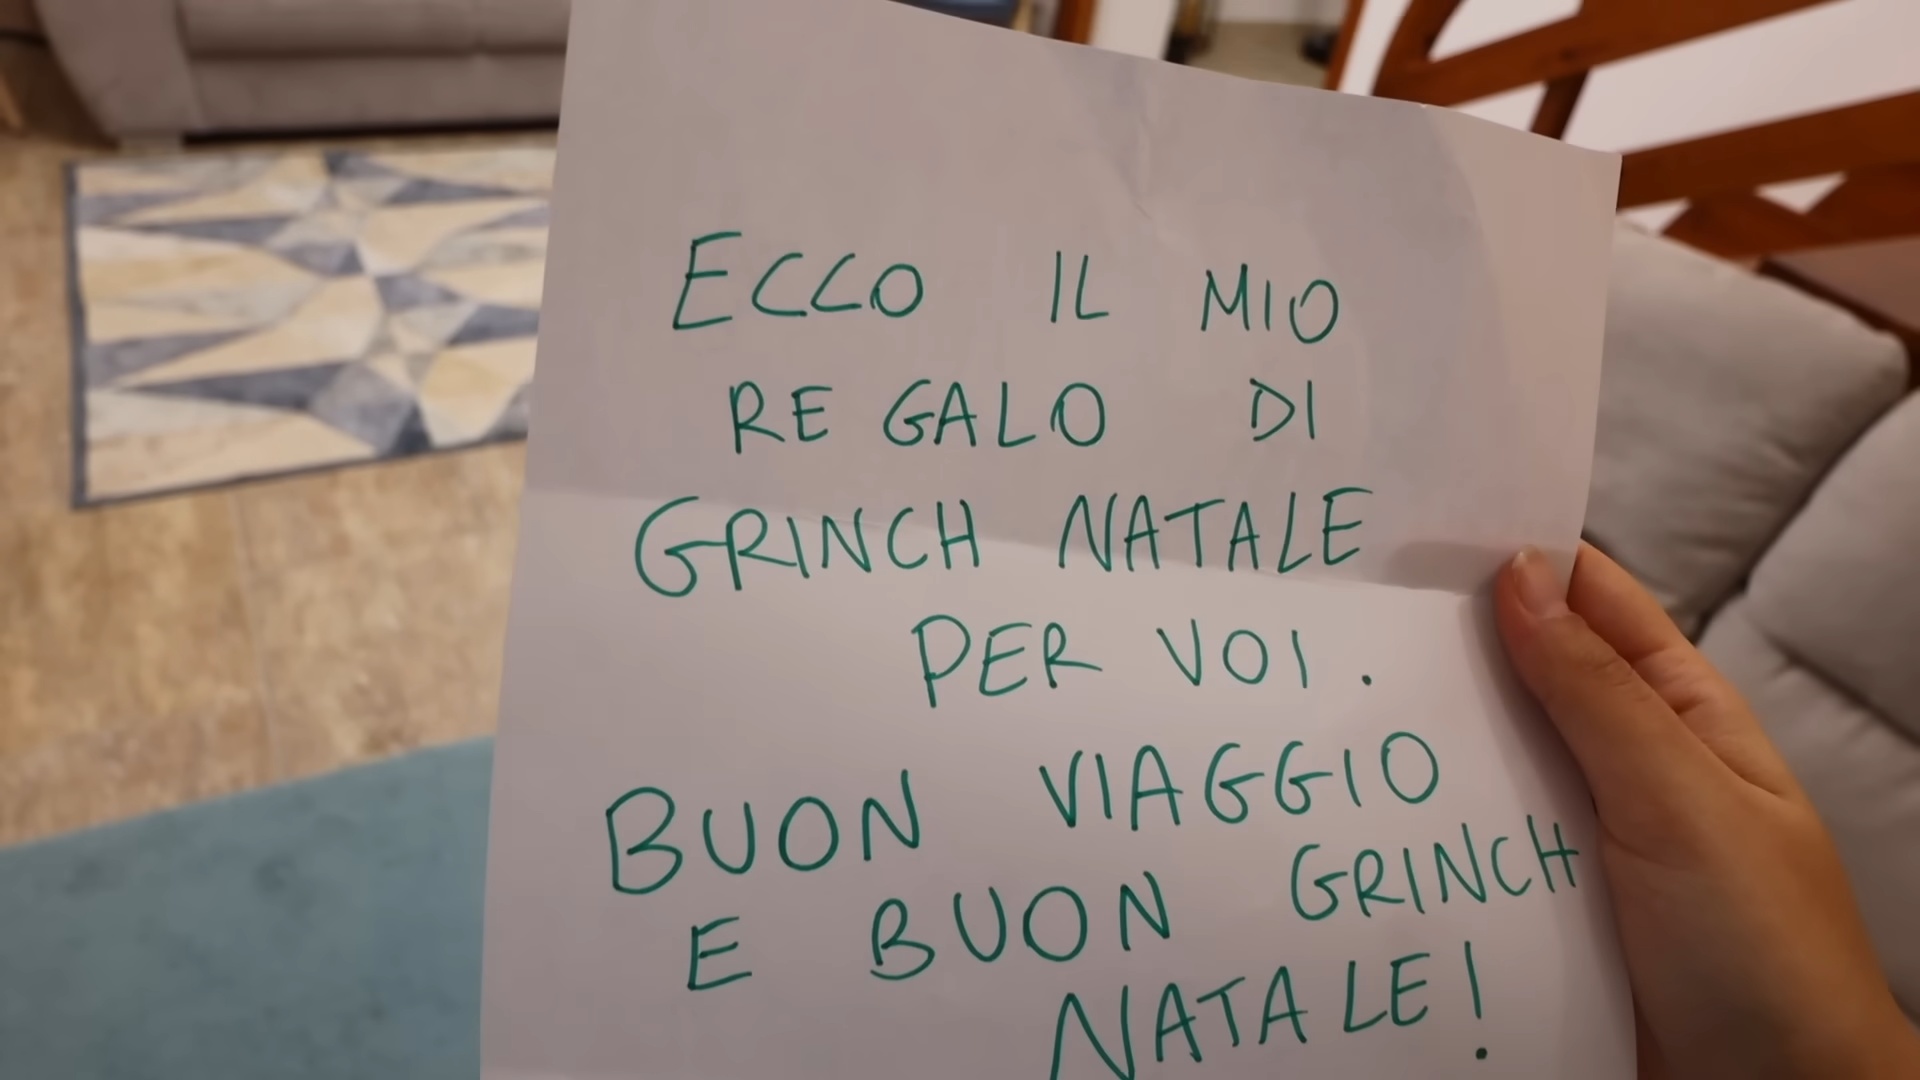 ECCO IL MIO
REGALO DI
GRINCH NATALE
PER VOI.
BUON VIAGGIO
E BUON GRINCH
NATALE!